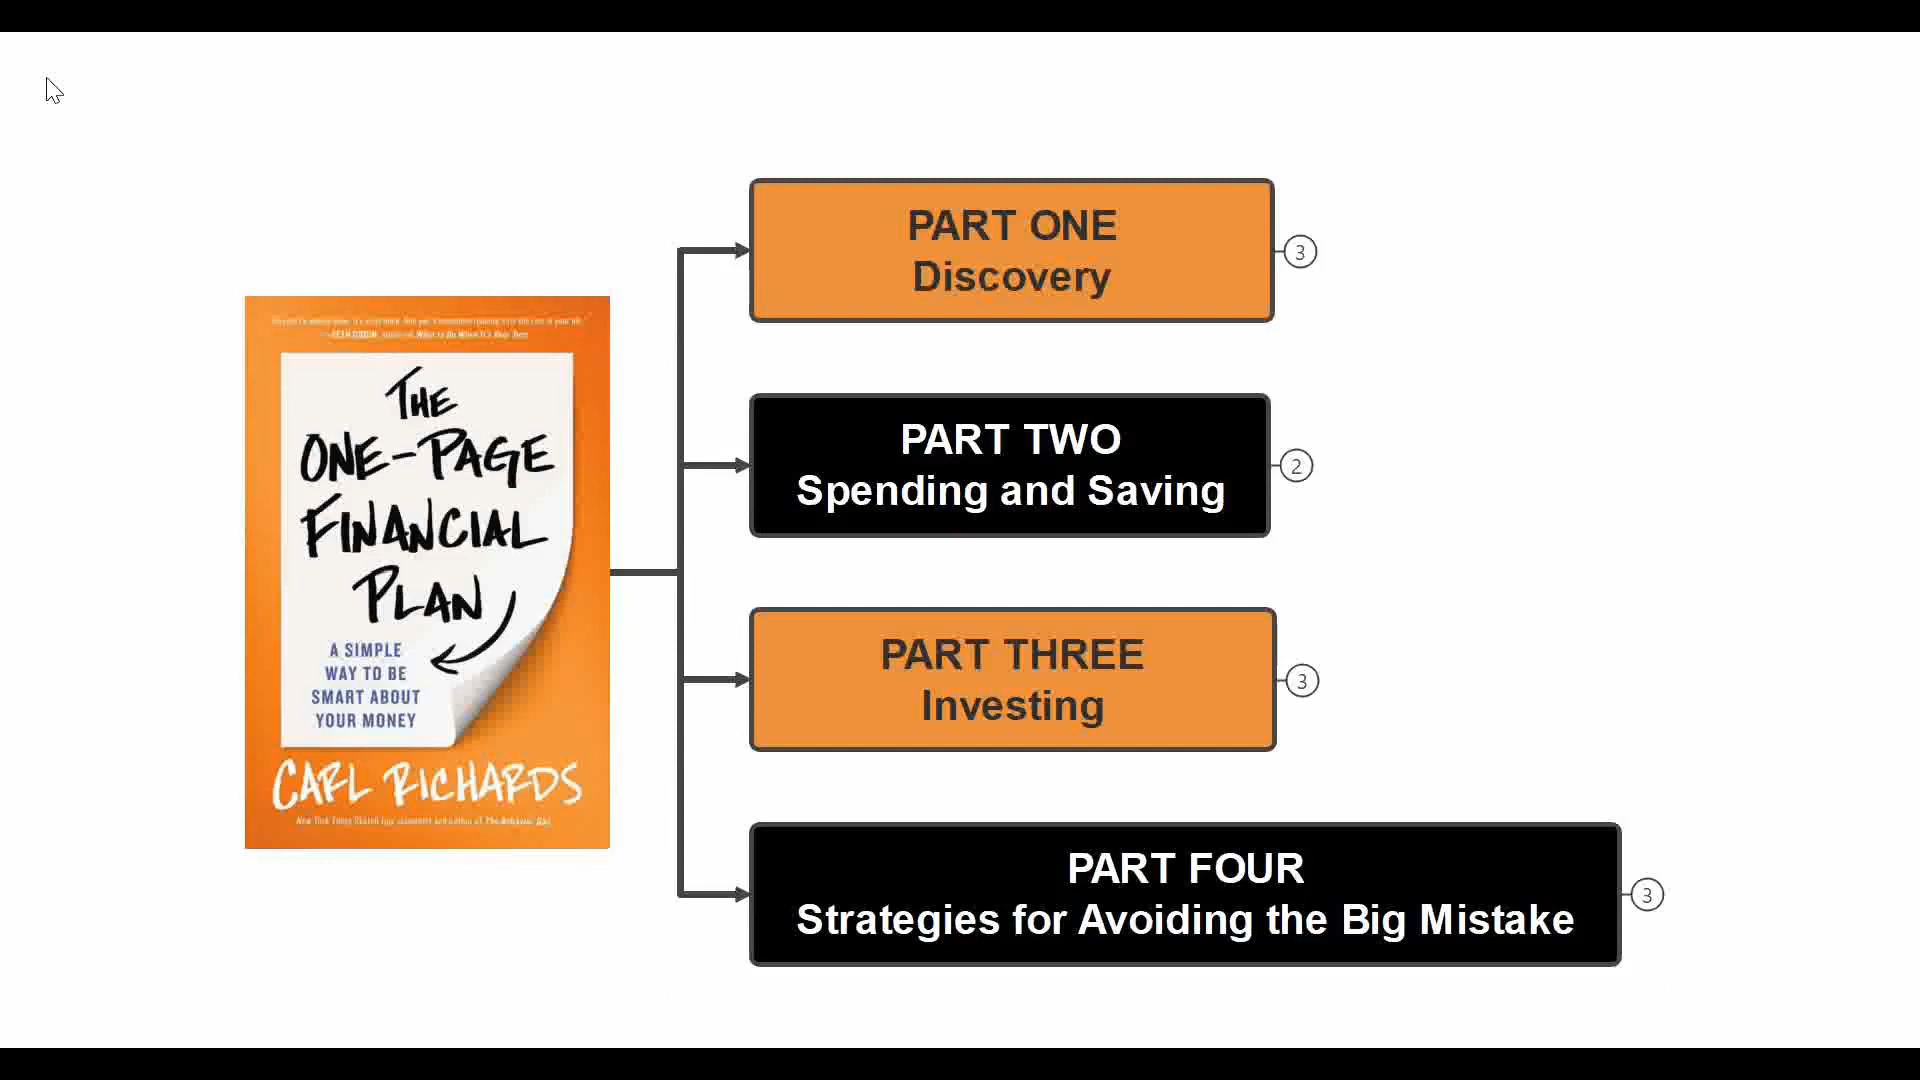 THE
ONE-PAGE
FINANCIAL
PLAN
A SIMPLE
WAY TO BE
SMART ABOUT
YOUR MONEY
CARL RICHARDS
PART ONE
Discovery
3
PART TWO
Spending and Saving
2
PART THREE
Investing
3
PART FOUR
Strategies for Avoiding the Big Mistake
3